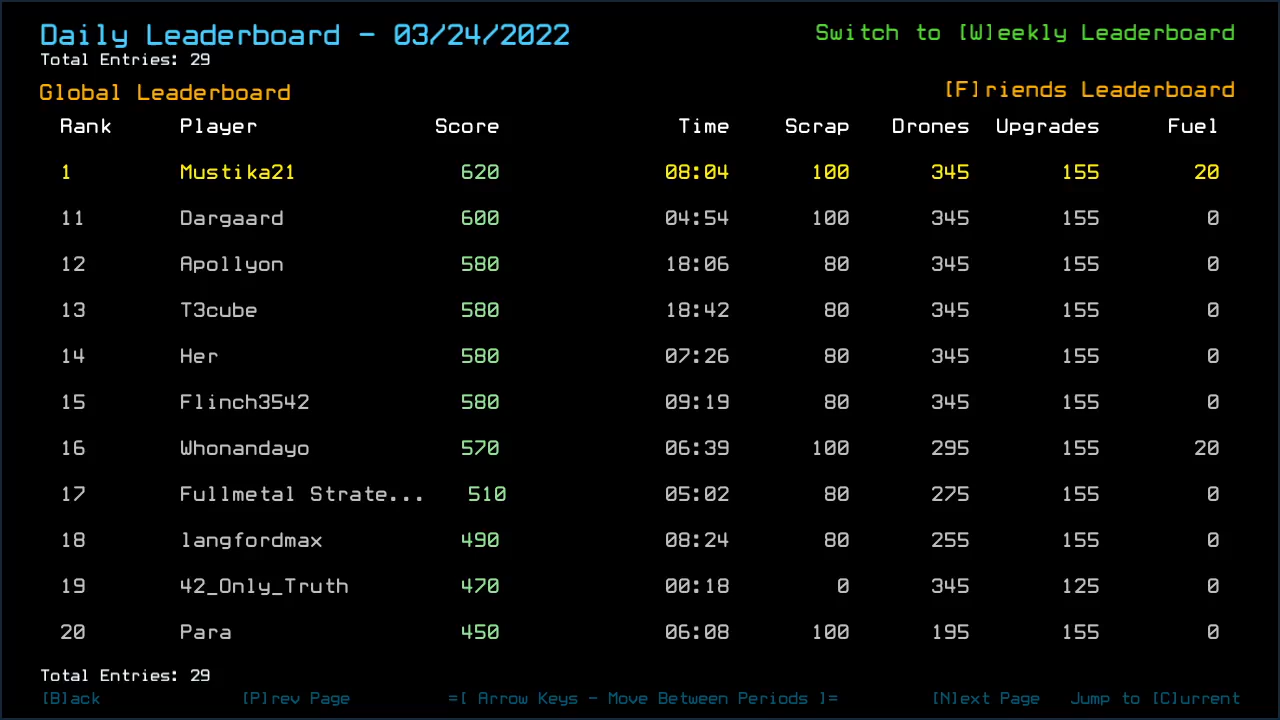 Daily Leaderboard - 03/24/2022 Switch to [W]eekly Leaderboard
Total Entries: 29
Global Leaderboard [F]riends Leaderboard
Rank Player Score Time Scrap Drones Upgrades Fuel
1 Mustika21 620 08:04 100 345 155 20
11 Dargaard 600 04:54 100 345 155 0
12 Apollyon 580 18:06 80 345 155 0
13 T3cube 580 18:42 80 345 155 0
14 Her 580 07:26 80 345 155 0
15 Flinch3542 580 09:19 80 345 155 0
16 Whonandayo 570 06:39 100 295 155 20
17 Fullmetal Strate... 510 05:02 80 275 155 0
18 langfordmax 490 08:24 80 255 155 0
19 42_Only_Truth 470 00:18 0 345 125 0
20 Para 450 06:08 100 195 155 0
Total Entries: 29
[B]ack [P]rev Page =[ Arrow Keys - Move Between Periods ]= [N]ext Page Jump to [C]urrent